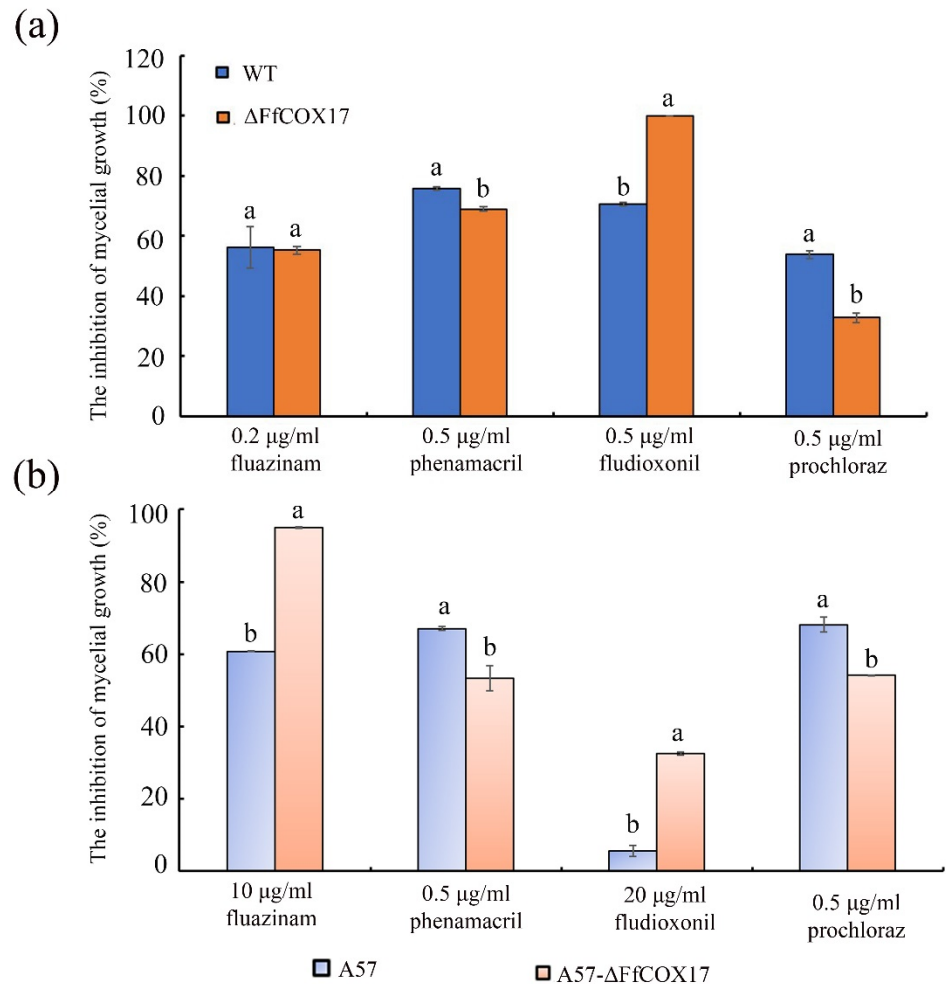 (a)
The inhibition of mycelial growth (%)
120
100
80
60
40
20
0
WT
ΔFfCOX17
a
a
a
b
b
a
a
b
0.2 μg/ml
fluazinam
0.5 μg/ml
phenamacril
0.5 μg/ml
fludioxonil
0.5 μg/ml
prochloraz
(b)
The inhibition of mycelial growth (%)
100
80
60
40
20
0
b
a
a
b
b
a
a
b
10 μg/ml
fluazinam
0.5 μg/ml
phenamacril
20 μg/ml
fludioxonil
0.5 μg/ml
prochloraz
A57
A57-ΔFfCOX17